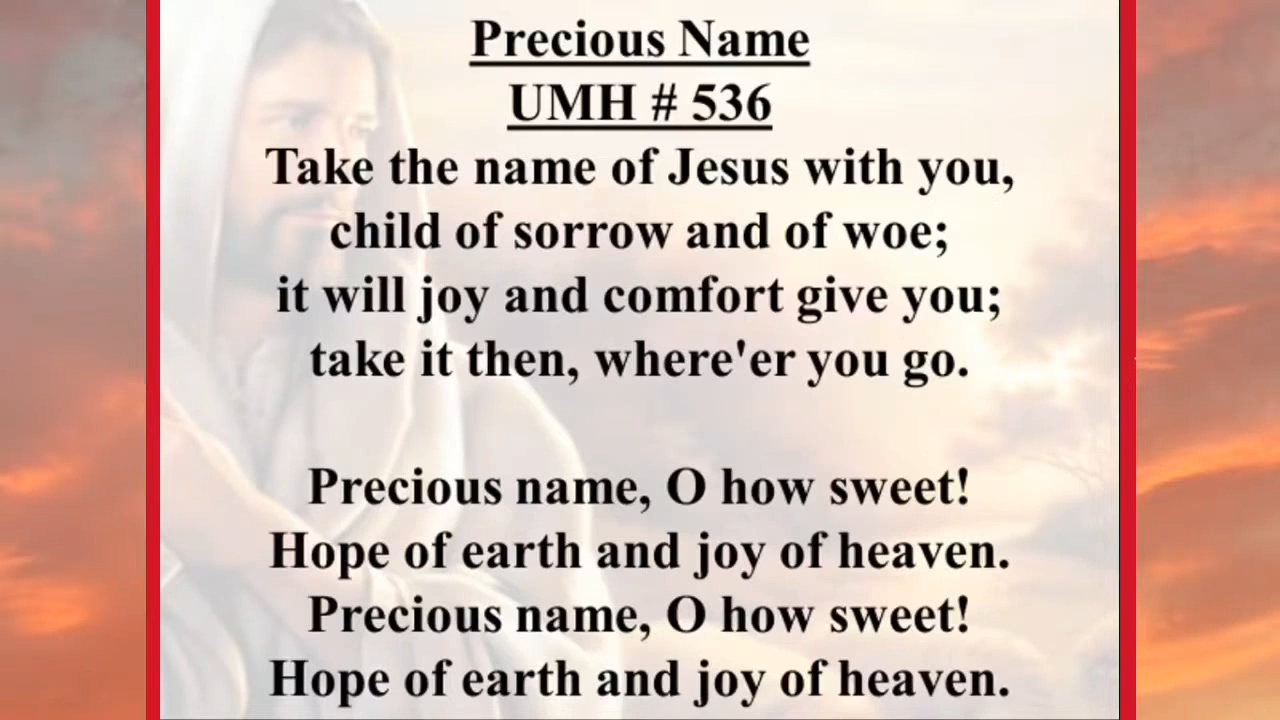 Precious Name
UMH # 536
Take the name of Jesus with you,
child of sorrow and of woe;
it will joy and comfort give you;
take it then, where'er you go.
Precious name, O how sweet!
Hope of earth and joy of heaven.
Precious name, O how sweet!
Hope of earth and joy of heaven.